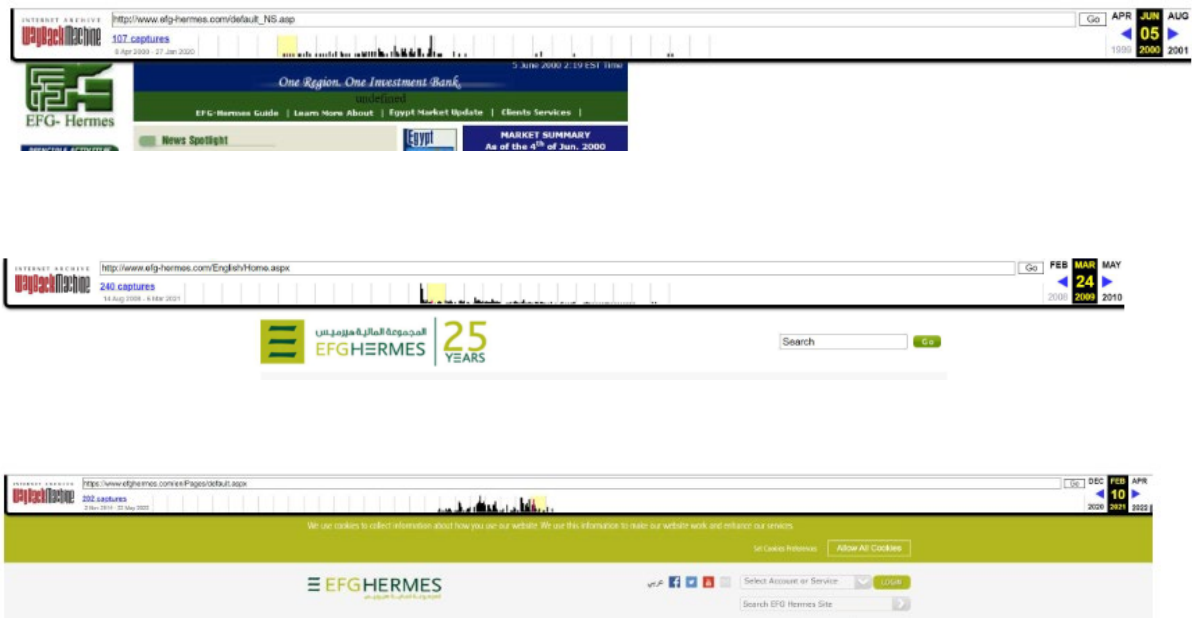 INTERNET ARCHIVE
WayBackMachine
http://www.efg-hermes.com/default_NS.asp
Go
APR JUN AUG
05
1999 2000 2001
107 captures
8 Apr 2000 - 27 Jan 2020
5 June 2000 2:19 EST Time
One Region. One Investment Bank.
undefined
EFG-Hermes Guide | Learn More About | Egypt Market Update | Clients Services |
EFG- Hermes
News Spotlight
Egypt
MARKET SUMMARY
As of the 4th of Jun. 2000
INTERNET ARCHIVE
WayBackMachine
http://www.efg-hermes.com/English/Home.aspx
Go
FEB MAR MAY
24
2008 2009 2010
240 captures
14 Aug 2008 - 6 Mar 2021
المجموعة المالية هيرميس
EFGHERMES
25
YEARS
Search
Go
INTERNET ARCHIVE
WayBackMachine
https://www.efghermes.com/en/Pages/default.aspx
Go
DEC FEB APR
10
2020 2021 2022
202 captures
We use cookies to collect information about how you use our website. We use this information to make our website work and enhance our services.
Set Cookies Preferences
Allow All Cookies
EFGHERMES
المجموعة المالية هيرميس
عربي
Select Account or Service
LOGIN
Search EFG Hermes Site